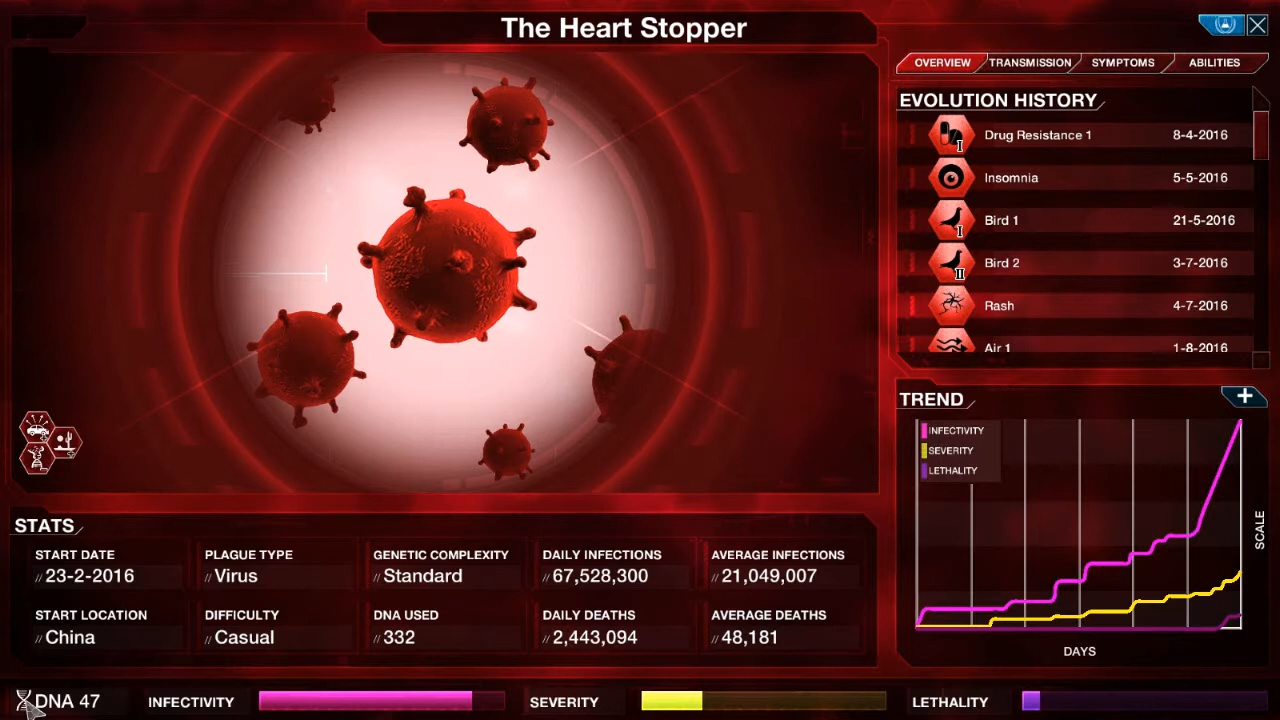 The Heart Stopper
OVERVIEW TRANSMISSION SYMPTOMS ABILITIES
EVOLUTION HISTORY
I Drug Resistance 1 8-4-2016
Insomnia 5-5-2016
I Bird 1 21-5-2016
II Bird 2 3-7-2016
Rash 4-7-2016
Air 1 1-8-2016
TREND
+
INFECTIVITY
SEVERITY
LETHALITY
SCALE
DAYS
STATS
START DATE PLAGUE TYPE GENETIC COMPLEXITY DAILY INFECTIONS AVERAGE INFECTIONS
// 23-2-2016 // Virus // Standard // 67,528,300 // 21,049,007
START LOCATION DIFFICULTY DNA USED DAILY DEATHS AVERAGE DEATHS
// China // Casual // 332 // 2,443,094 // 48,181
DNA 47 INFECTIVITY SEVERITY LETHALITY